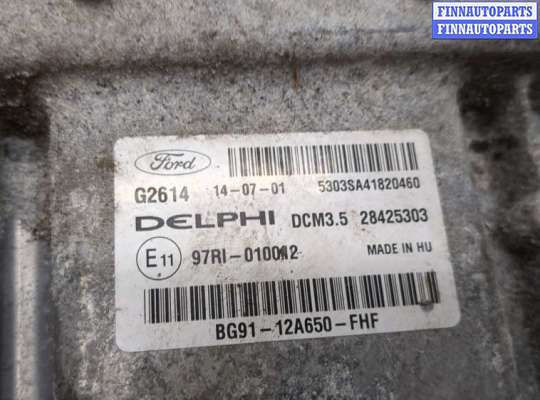 FINNAUTOPARTS
FINNAUTOPARTS
Ford
G2614 14-07-01 5303SA41820460
DELPHI DCM3.5 28425303
E11 97RI-010012 MADE IN HU
BG91-12A650-FHF